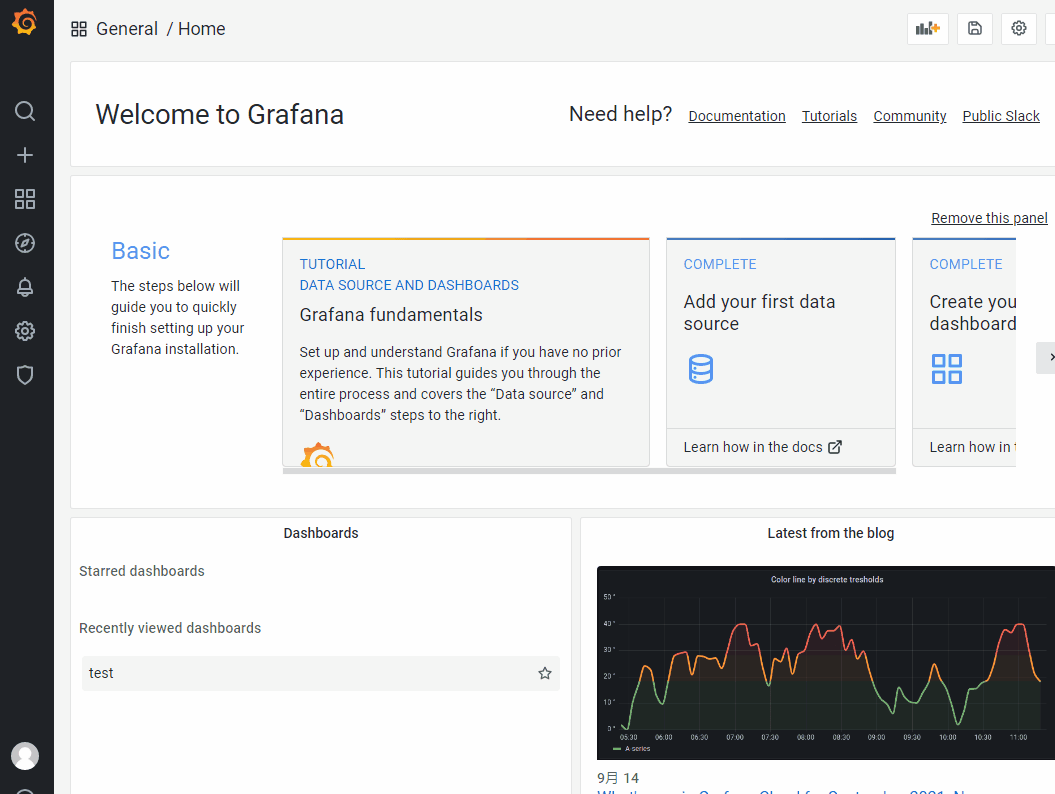 General / Home
Welcome to Grafana
Need help? Documentation Tutorials Community Public Slack
Remove this panel
Basic
The steps below will
guide you to quickly
finish setting up your
Grafana installation.
TUTORIAL
DATA SOURCE AND DASHBOARDS
Grafana fundamentals
Set up and understand Grafana if you have no prior
experience. This tutorial guides you through the
entire process and covers the “Data source” and
“Dashboards” steps to the right.
COMPLETE
Add your first data
source
Learn how in the docs
COMPLETE
Create you
dashboard
Learn how in
Dashboards
Starred dashboards
Recently viewed dashboards
test
Latest from the blog
Color line by discrete tresholds
50 °
40 °
30 °
20 °
10 °
0 °
05:30 06:00 06:30 07:00 07:30 08:00 08:30 09:00 09:30 10:00 10:30 11:00
A-series
9月 14